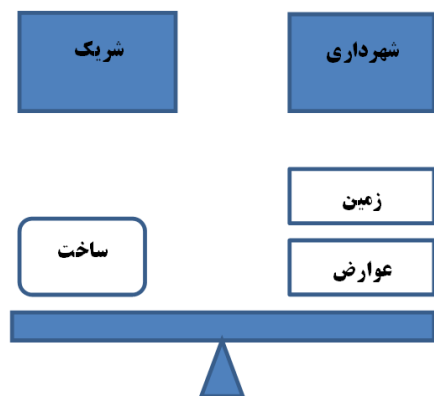 شهرداری
شریک
زمین
ساخت
عوارض